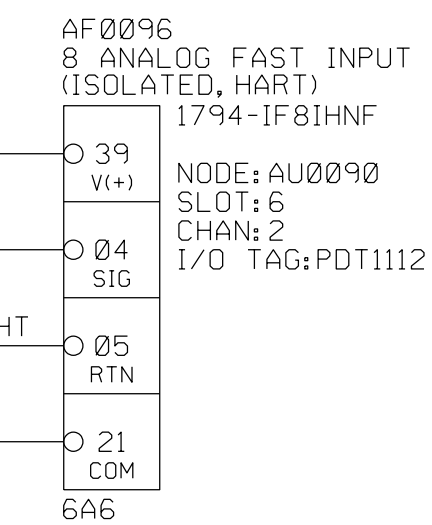 AF0096
8 ANALOG FAST INPUT
(ISOLATED, HART)
1794-IF8IHNF
39
V(+)
NODE:AU0090
SLOT:6
CHAN:2
I/O TAG:PDT1112
04
SIG
HT
05
RTN
21
COM
6A6